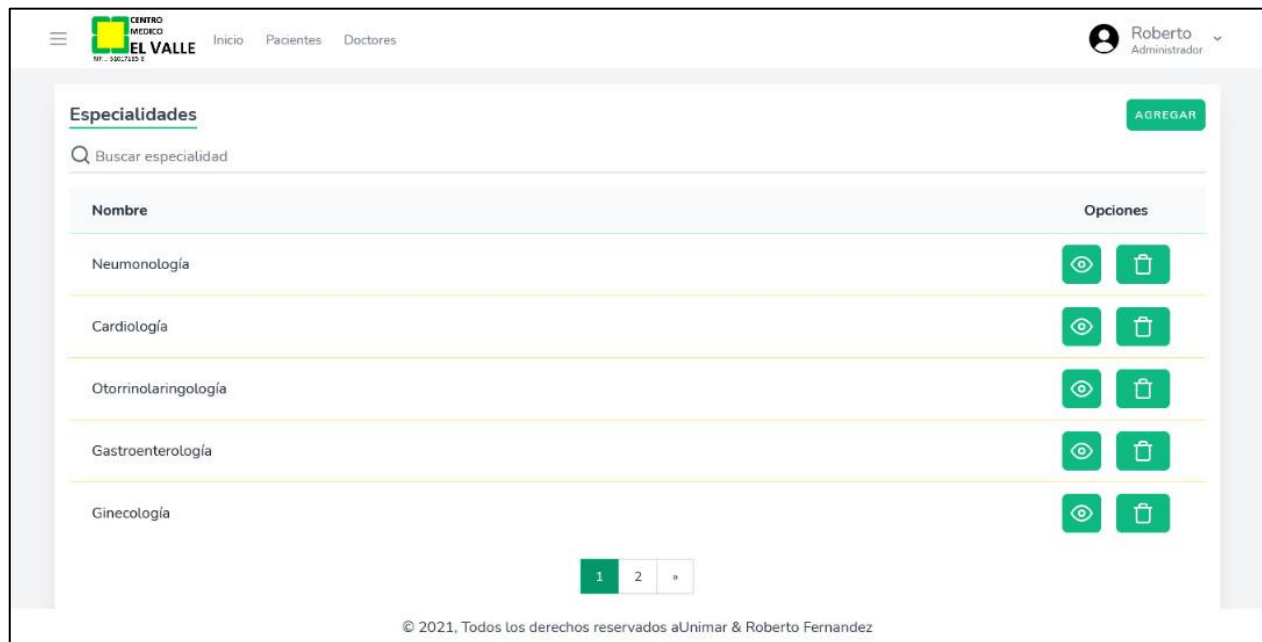 CENTRO
MEDICO
EL VALLE
Inicio Pacientes Doctores
Roberto
Administrador
Especialidades
AGREGAR
Buscar especialidad
Nombre Opciones
Neumonología
Cardiología
Otorrinolaringología
Gastroenterología
Ginecología
1 2 »
© 2021, Todos los derechos reservados aUnimar & Roberto Fernandez